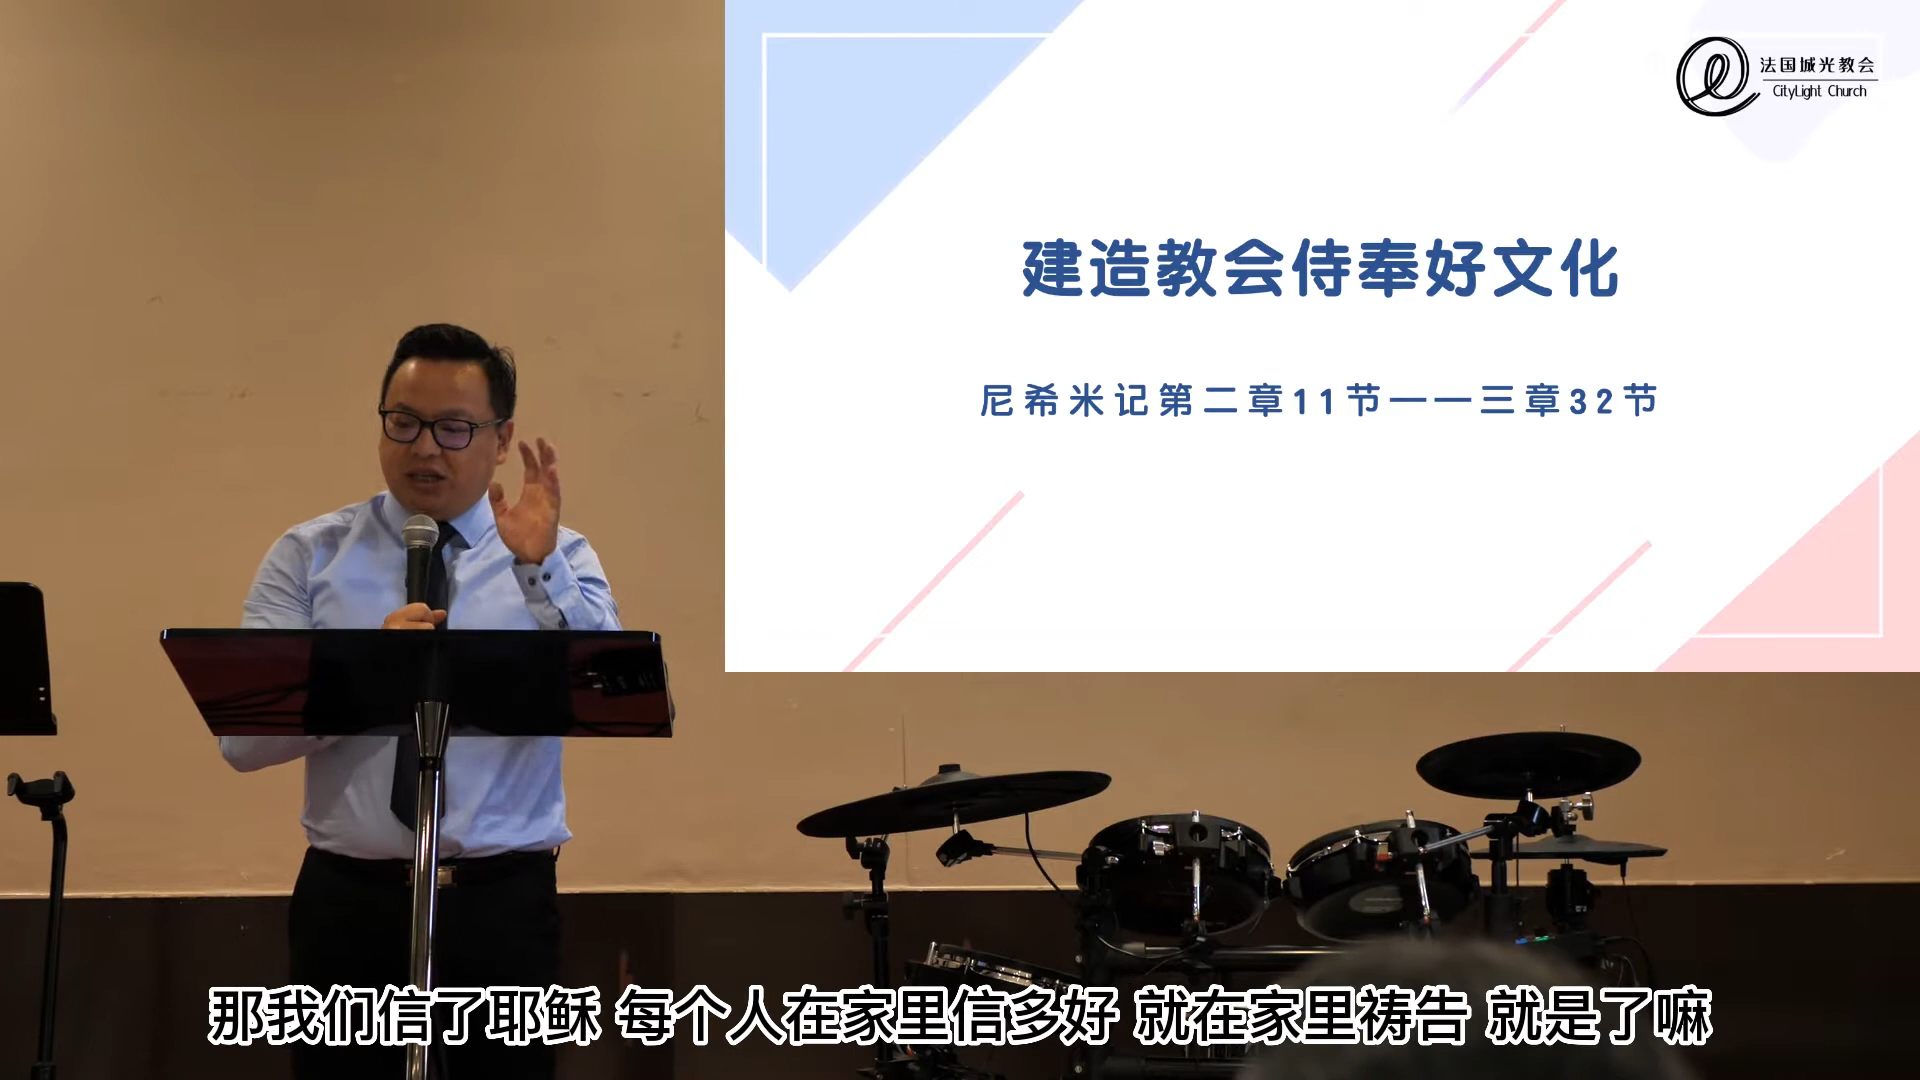 法国城光教会
CityLight Church
建造教会侍奉好文化
尼希米记第二章11节——三章32节
那我们信了耶稣 每个人在家里信多好 就在家里祷告 就是了嘛